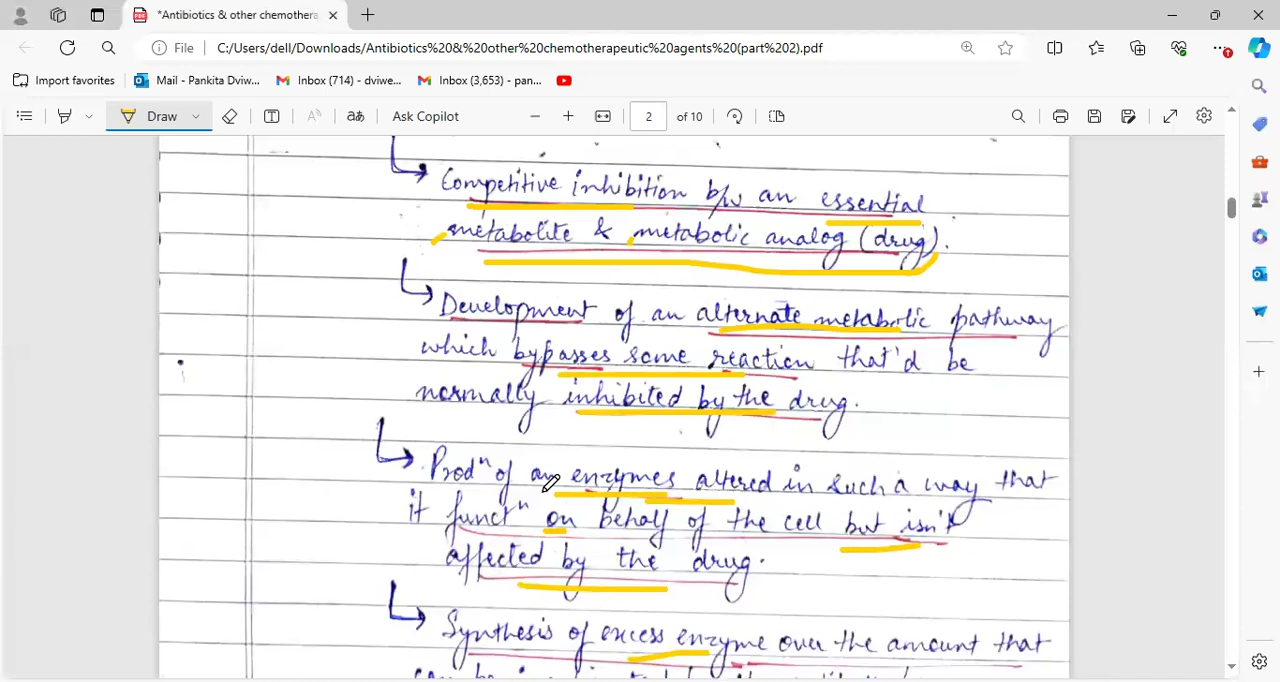 *Antibiotics & other chemothera
File C:/Users/dell/Downloads/Antibiotics%20&%20other%20chemotherapeutic%20agents%20(part%202).pdf
Import favorites Mail - Pankita Dviw... Inbox (714) - dviwe... Inbox (3,653) - pan...
Draw Ask Copilot 2 of 10
Competitive inhibition b/w an essential
metabolite & metabolic analog (drug).
Development of an alternate metabolic pathway
which bypasses some reaction that'd be
normally inhibited by the drug.
Prodⁿ of an enzymes altered in such a way that
it functⁿ on behalf of the cell but isn't
affected by the drug.
Synthesis of excess enzyme over the amount that